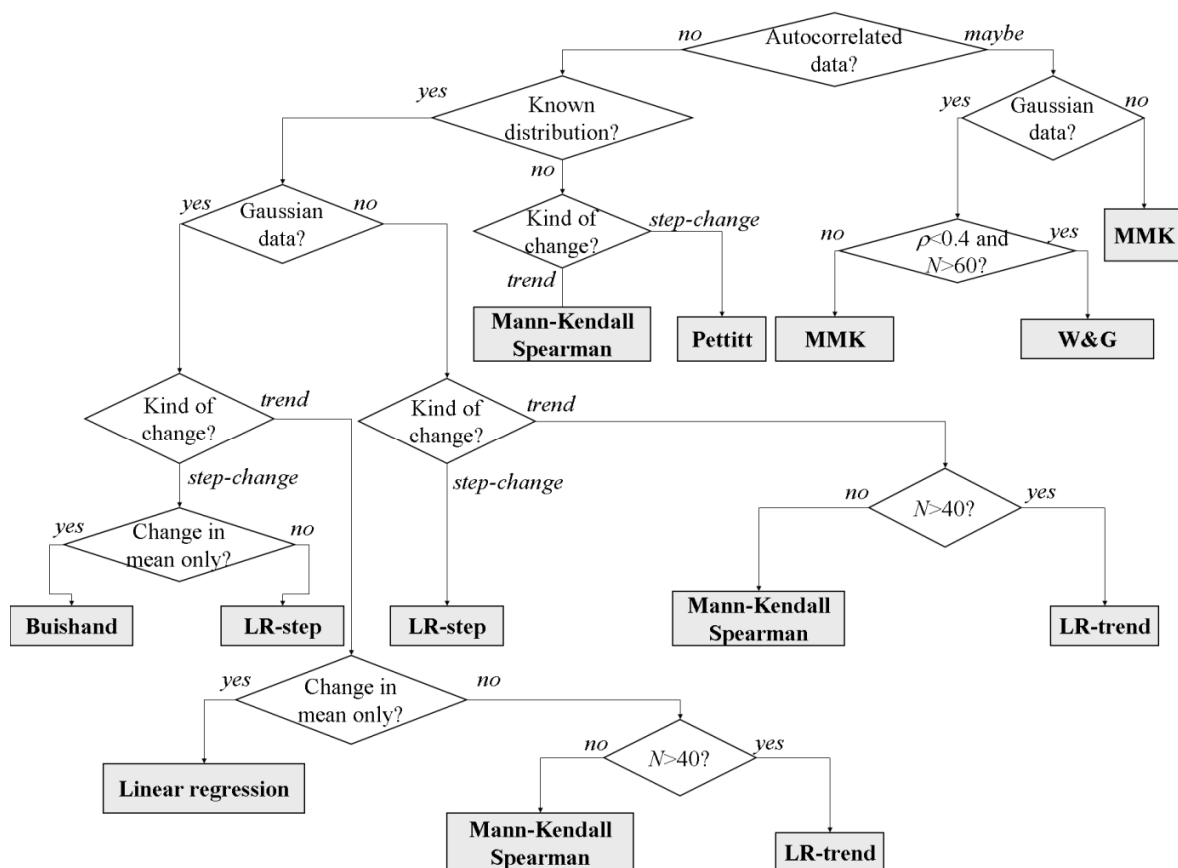 Autocorrelated
data?
no
maybe
Known
distribution?
yes
no
Gaussian
data?
yes
no
Gaussian
data?
yes
no
Kind of
change?
step-change
trend
MMK
ρ<0.4 and
N>60?
no
yes
Mann-Kendall
Spearman
Pettitt
MMK
W&G
Kind of
change?
trend
step-change
Kind of
change?
trend
step-change
N>40?
no
yes
Change in
mean only?
yes
no
Buishand
LR-step
LR-step
Mann-Kendall
Spearman
LR-trend
Change in
mean only?
yes
no
N>40?
no
yes
Linear regression
Mann-Kendall
Spearman
LR-trend